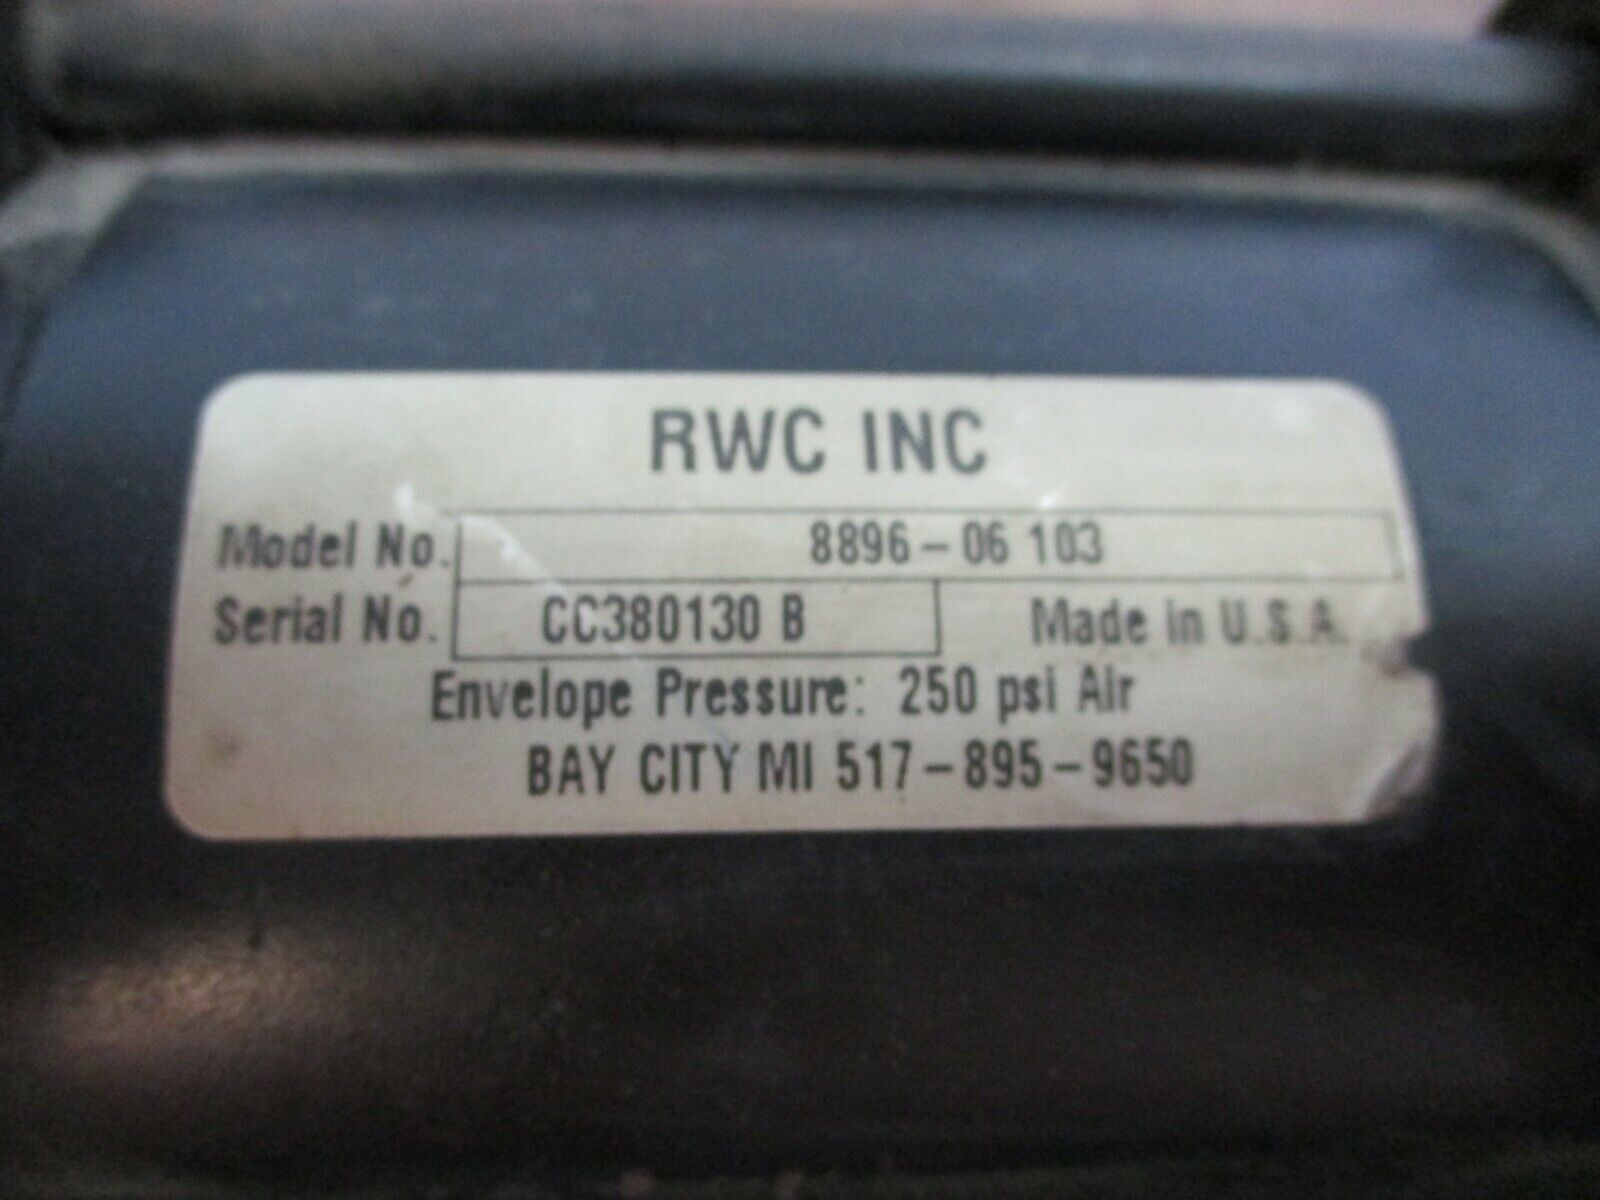 RWC INC
Model No. 8896-06 103
Serial No. CC380130 B Made in U.S.A.
Envelope Pressure: 250 psi Air
BAY CITY MI 517-895-9650